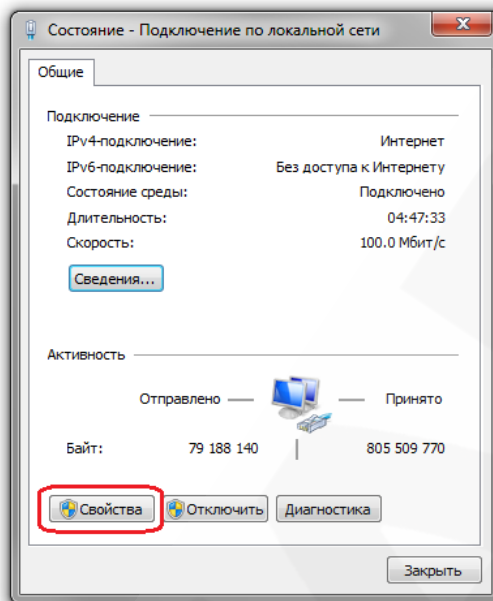 Состояние - Подключение по локальной сети
Общие
Подключение
IPv4-подключение: Интернет
IPv6-подключение: Без доступа к Интернету
Состояние среды: Подключено
Длительность: 04:47:33
Скорость: 100.0 Мбит/с
Сведения...
Активность
Отправлено Принято
Байт: 79 188 140 805 509 770
Свойства Отключить Диагностика
Закрыть